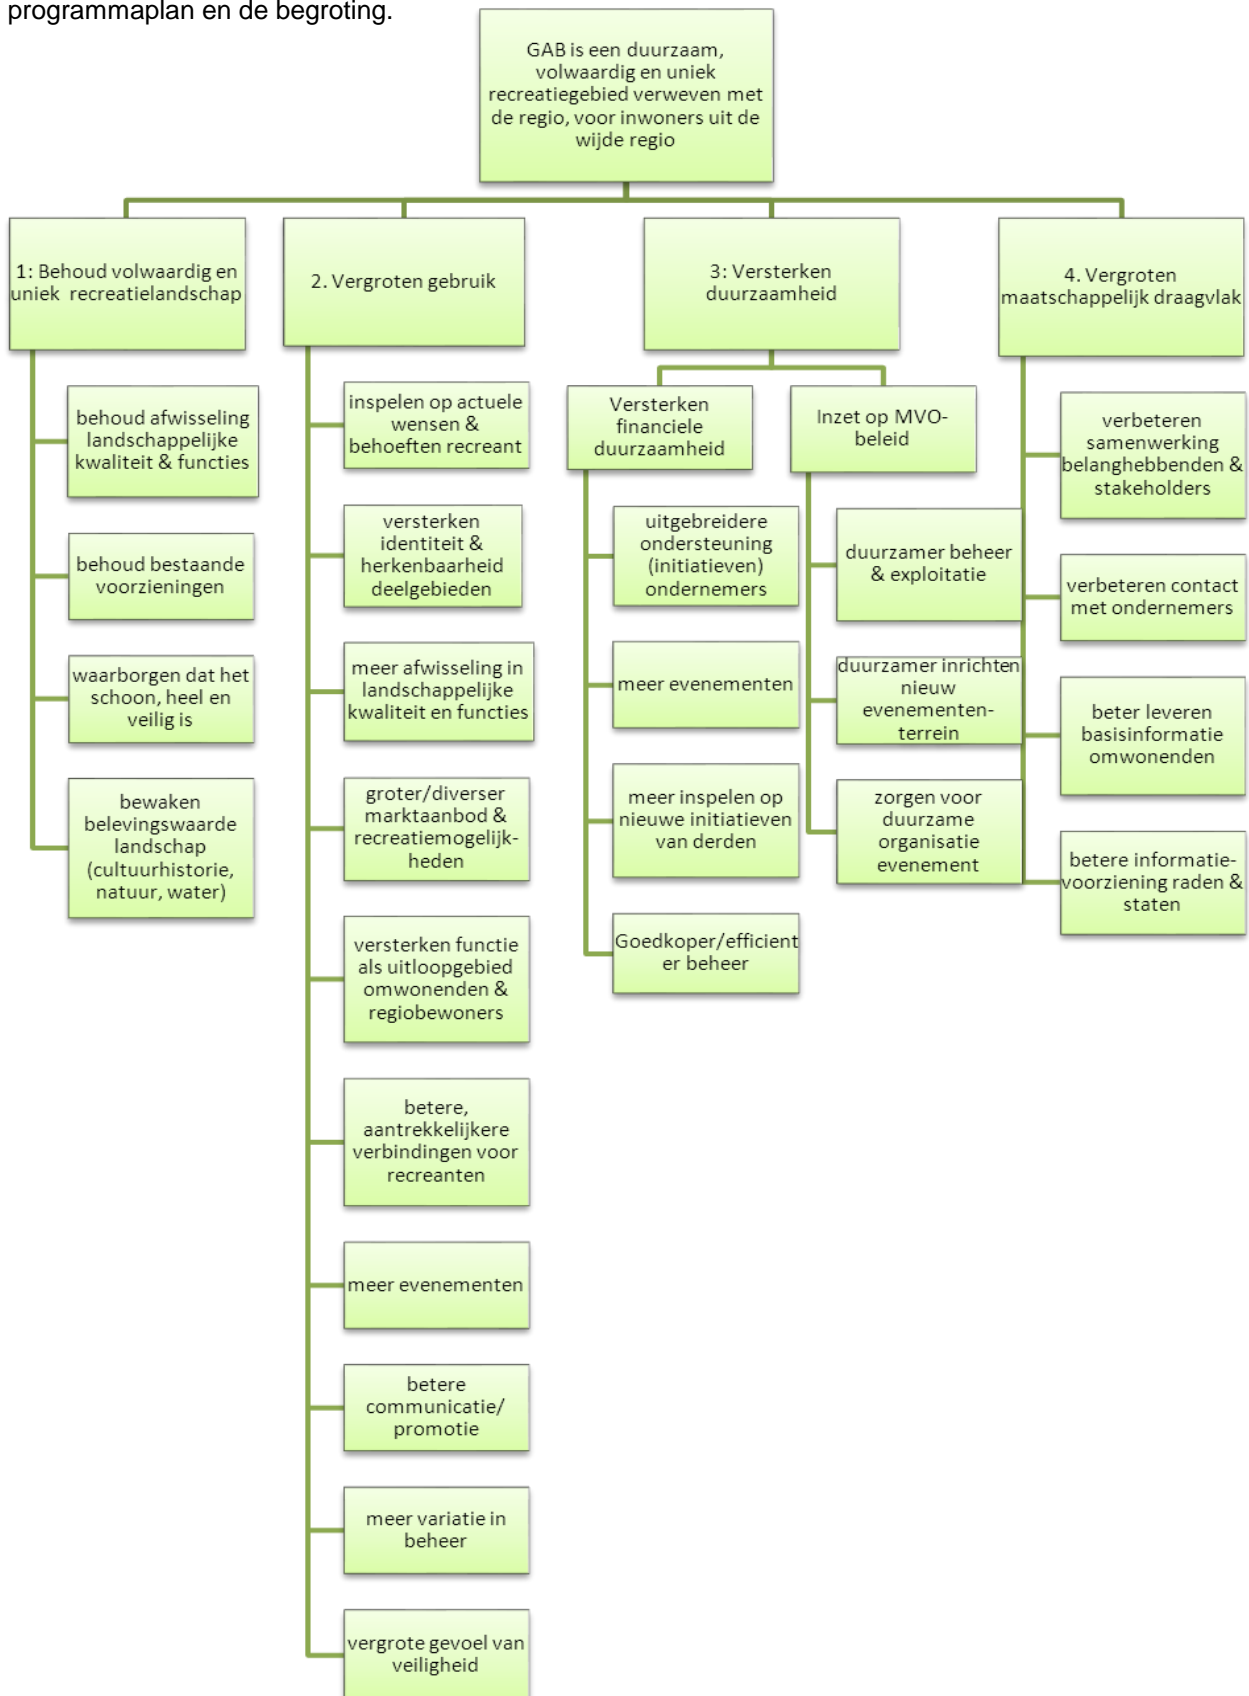 programmaplan en de begroting.
GAB is een duurzaam,
volwaardig en uniek
recreatiegebied verweven met
de regio, voor inwoners uit de
wijde regio
1: Behoud volwaardig en
uniek recreatielandschap
behoud afwisseling
landschappelijke
kwaliteit & functies
behoud bestaande
voorzieningen
waarborgen dat het
schoon, heel en
veilig is
bewaken
belevingswaarde
landschap
(cultuurhistorie,
natuur, water)
2. Vergroten gebruik
inspelen op actuele
wensen &
behoeften recreant
versterken
identiteit &
herkenbaarheid
deelgebieden
meer afwisseling in
landschappelijke
kwaliteit en functies
groter/diverser
marktaanbod &
recreatiemogelijk-
heden
versterken functie
als uitloopgebied
omwonenden &
regiobewoners
betere,
aantrekkelijkere
verbindingen voor
recreanten
meer evenementen
betere
communicatie/
promotie
meer variatie in
beheer
vergrote gevoel van
veiligheid
3: Versterken
duurzaamheid
Versterken
financiele
duurzaamheid
uitgebreidere
ondersteuning
(initiatieven)
ondernemers
meer evenementen
meer inspelen op
nieuwe initiatieven
van derden
Goedkoper/efficient
er beheer
Inzet op MVO-
beleid
duurzamer beheer
& exploitatie
duurzamer inrichten
nieuw
evenementen-
terrein
zorgen voor
duurzame
organisatie
evenement
4. Vergroten
maatschappelijk draagvlak
verbeteren
samenwerking
belanghebbenden &
stakeholders
verbeteren contact
met ondernemers
beter leveren
basisinformatie
omwonenden
betere informatie-
voorziening raden &
staten